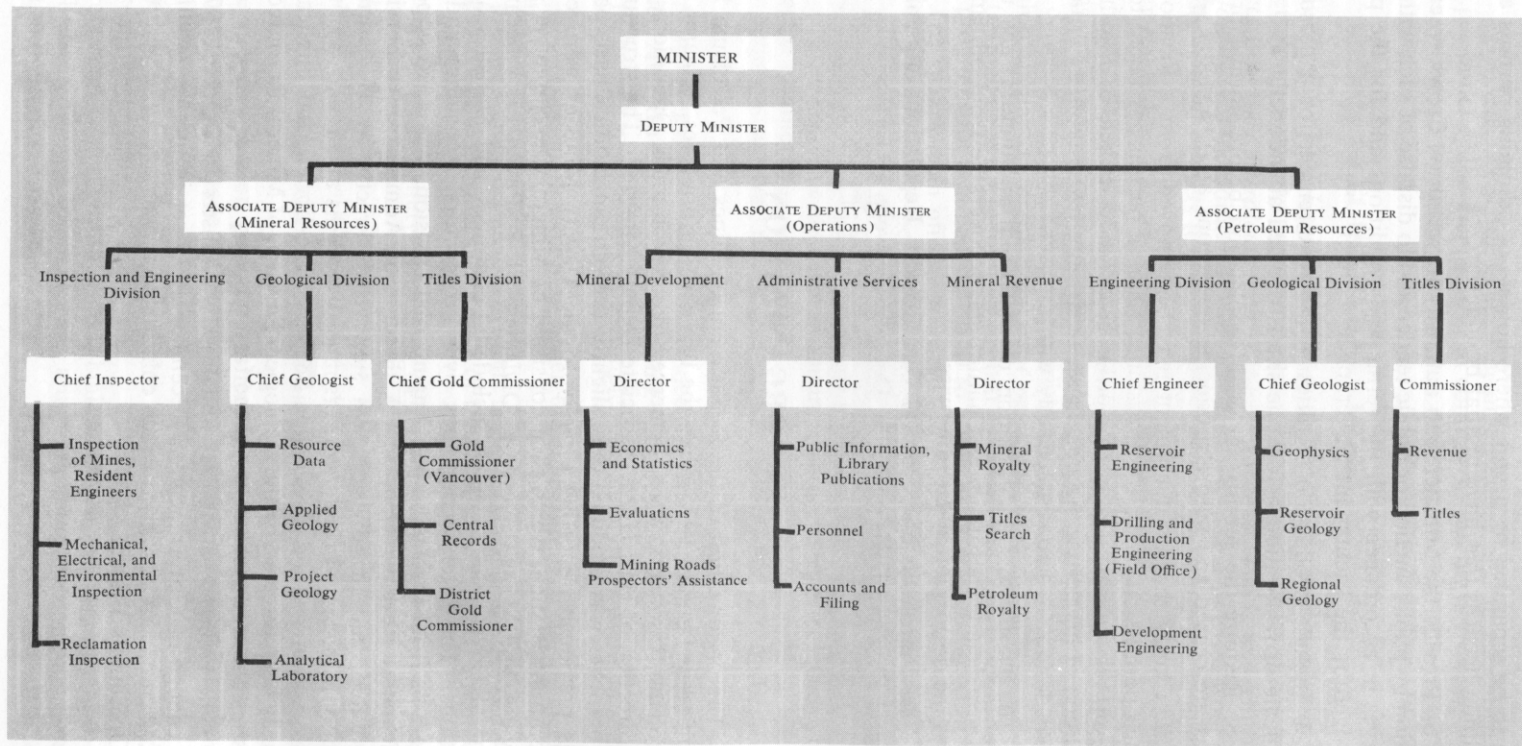 MINISTER
DEPUTY MINISTER
ASSOCIATE DEPUTY MINISTER
(Mineral Resources)
ASSOCIATE DEPUTY MINISTER
(Operations)
ASSOCIATE DEPUTY MINISTER
(Petroleum Resources)
Inspection and Engineering
Division
Geological Division
Titles Division
Mineral Development
Administrative Services
Mineral Revenue
Engineering Division
Geological Division
Titles Division
Chief Inspector
Chief Geologist
Chief Gold Commissioner
Director
Director
Director
Chief Engineer
Chief Geologist
Commissioner
Inspection
of Mines,
Resident
Engineers
Mechanical,
Electrical, and
Environmental
Inspection
Reclamation
Inspection
Resource
Data
Applied
Geology
Project
Geology
Analytical
Laboratory
Gold
Commissioner
(Vancouver)
Central
Records
District
Gold
Commissioner
Economics
and Statistics
Evaluations
Mining Roads
Prospectors' Assistance
Public Information,
Library
Publications
Personnel
Accounts and
Filing
Mineral
Royalty
Titles
Search
Petroleum
Royalty
Reservoir
Engineering
Drilling and
Production
Engineering
(Field Office)
Development
Engineering
Geophysics
Reservoir
Geology
Regional
Geology
Revenue
Titles